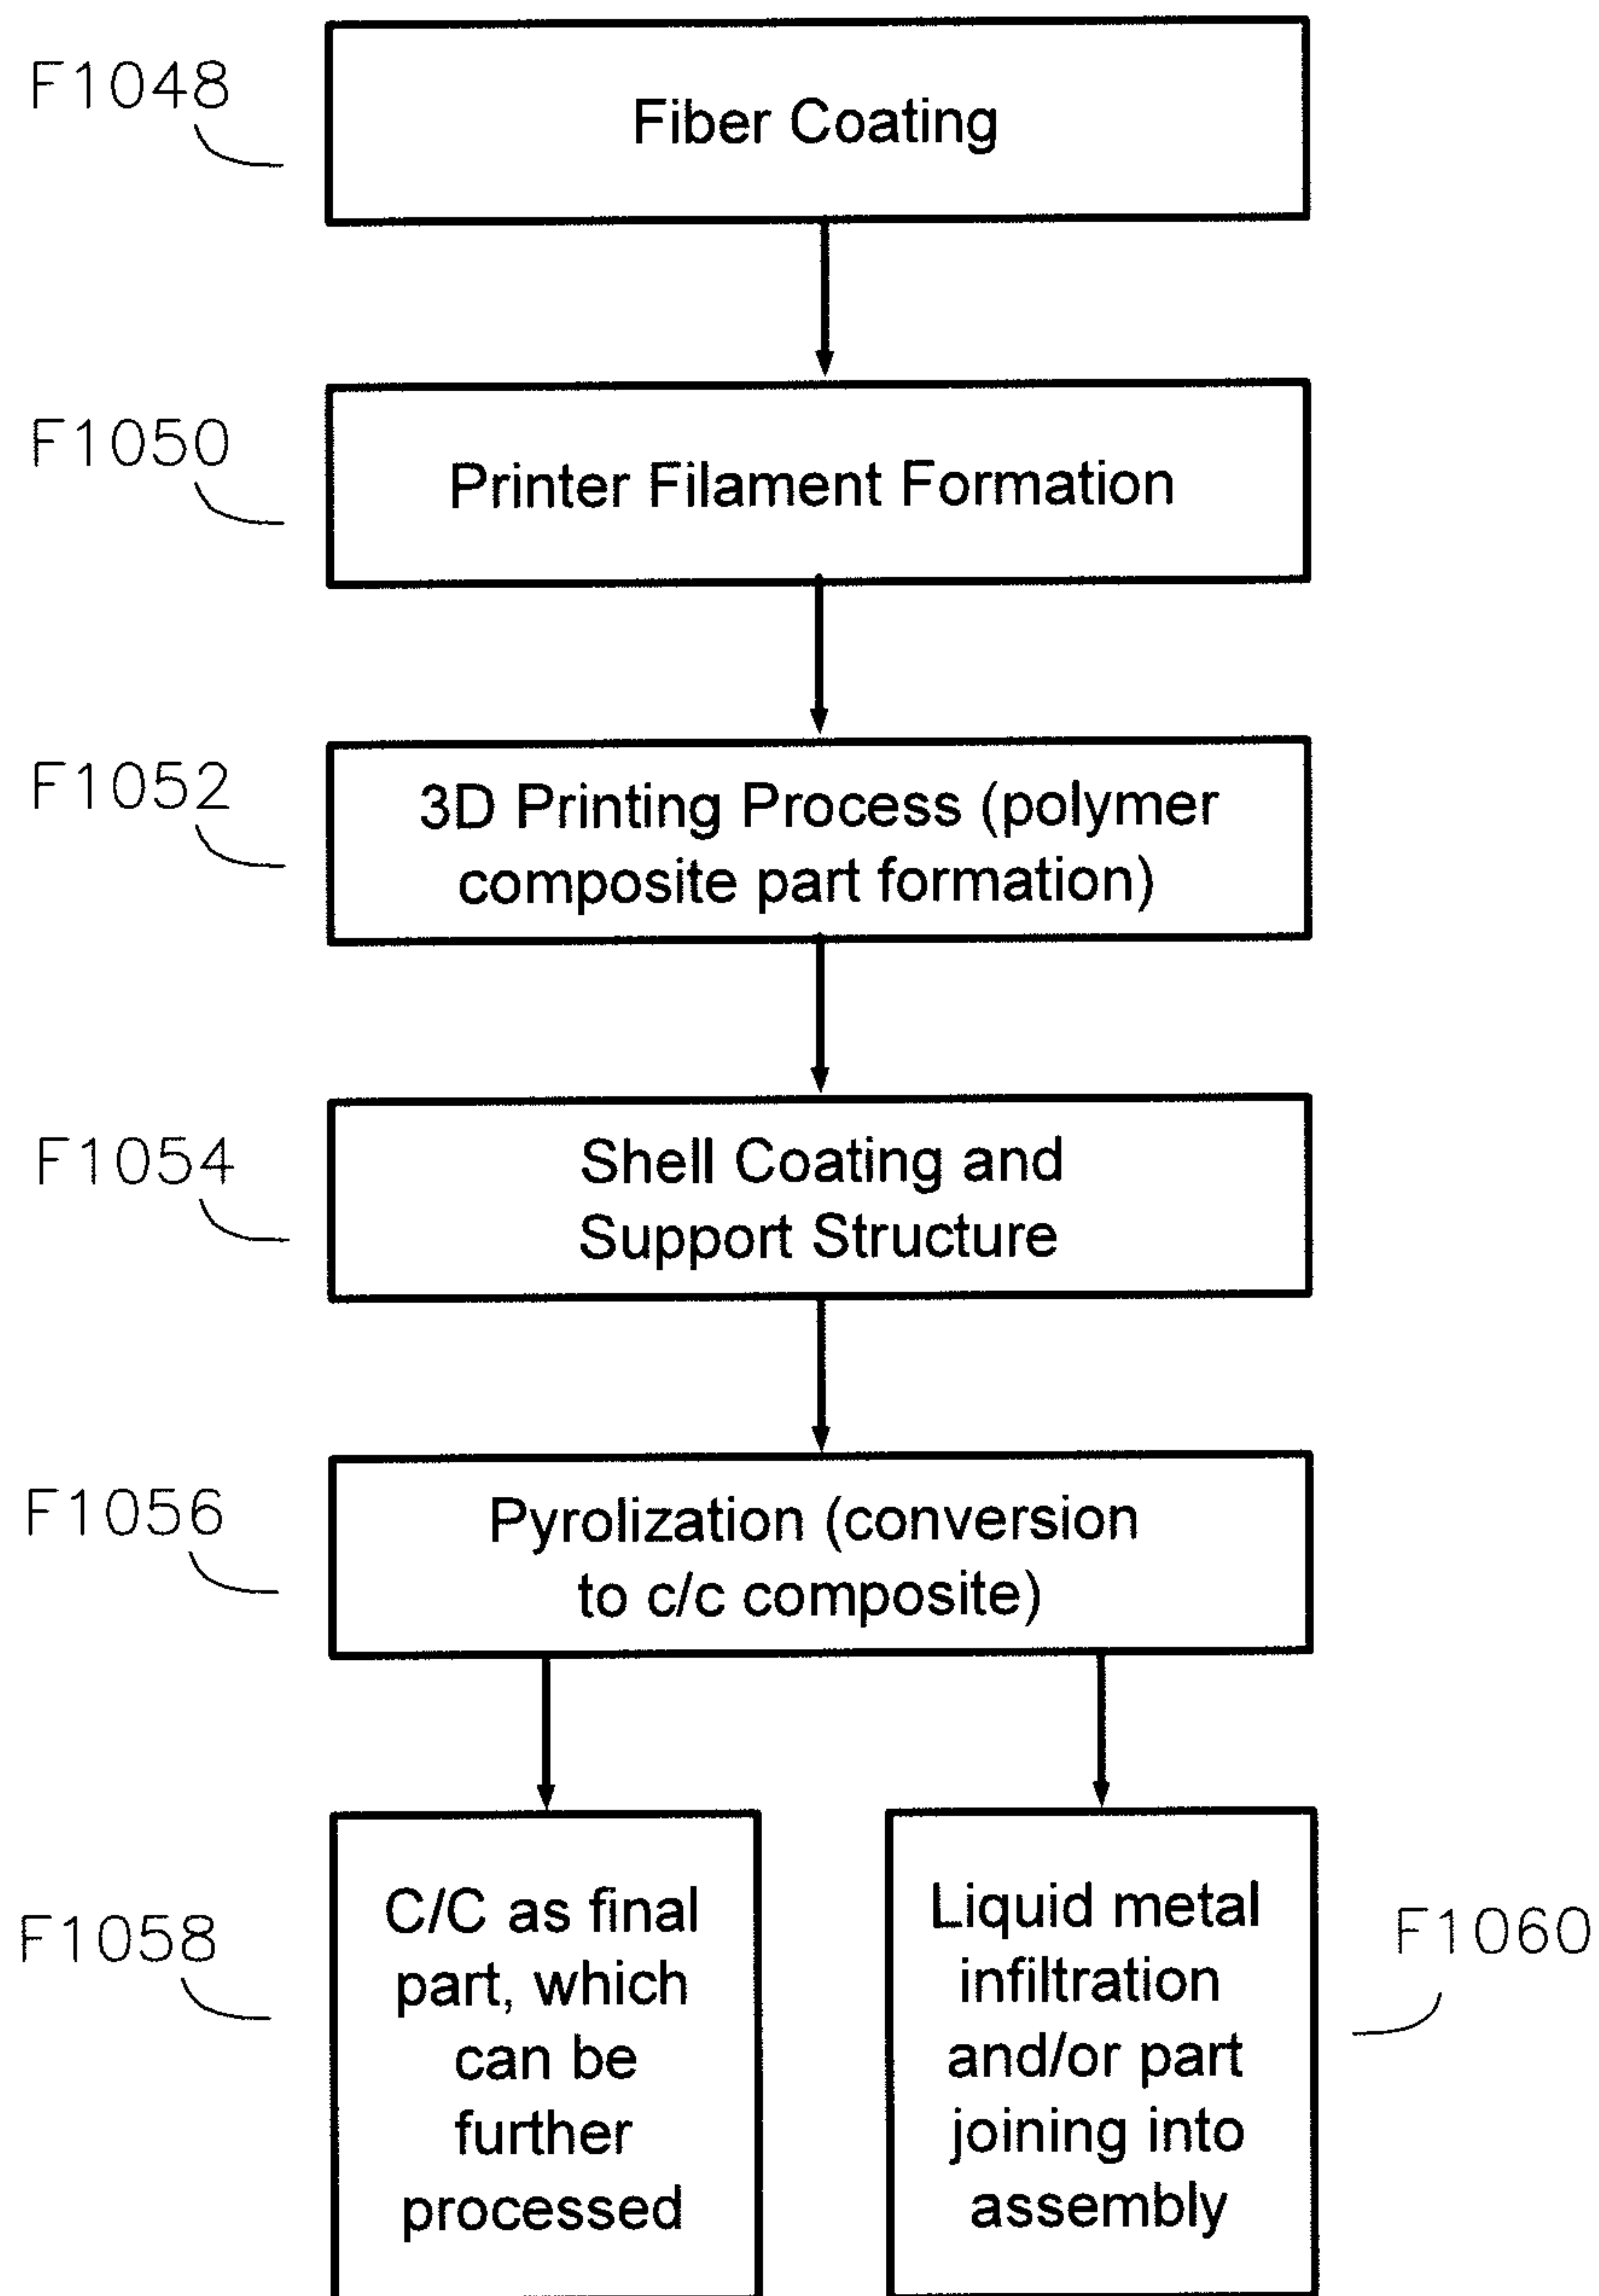 F1048
Fiber Coating
F1050
Printer Filament Formation
F1052
3D Printing Process (polymer
composite part formation)
F1054
Shell Coating and
Support Structure
F1056
Pyrolization (conversion
to c/c composite)
F1058
C/C as final
part, which
can be
further
processed
Liquid metal
infiltration
and/or part
joining into
assembly
F1060